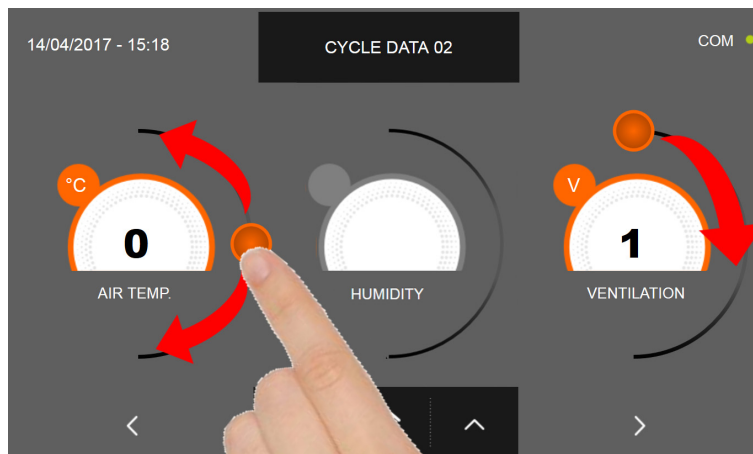 14/04/2017 - 15:18
CYCLE DATA 02
COM
°C
V
0
1
AIR TEMP.
HUMIDITY
VENTILATION